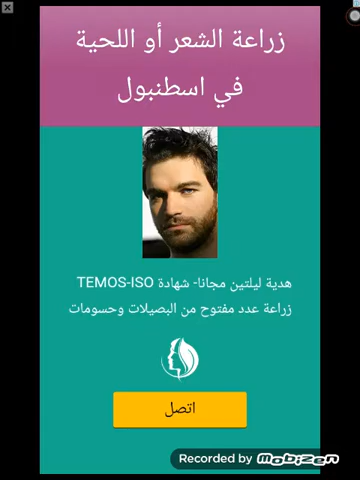 زراعة الشعر أو اللحية
في اسطنبول
هدية ليلتين مجانا- شهادة TEMOS-ISO
زراعة عدد مفتوح من البصيلات وحسومات
اتصل
Recorded by Mobizen